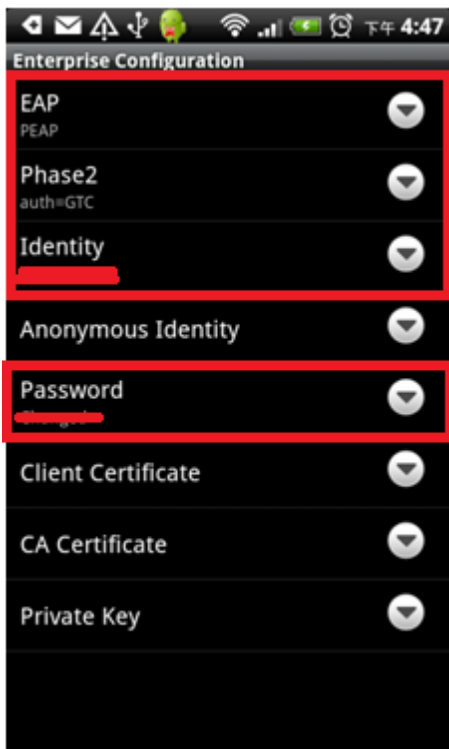 下午 4:47
Enterprise Configuration
EAP
PEAP
Phase2
auth=GTC
Identity
Anonymous Identity
Password
Client Certificate
CA Certificate
Private Key